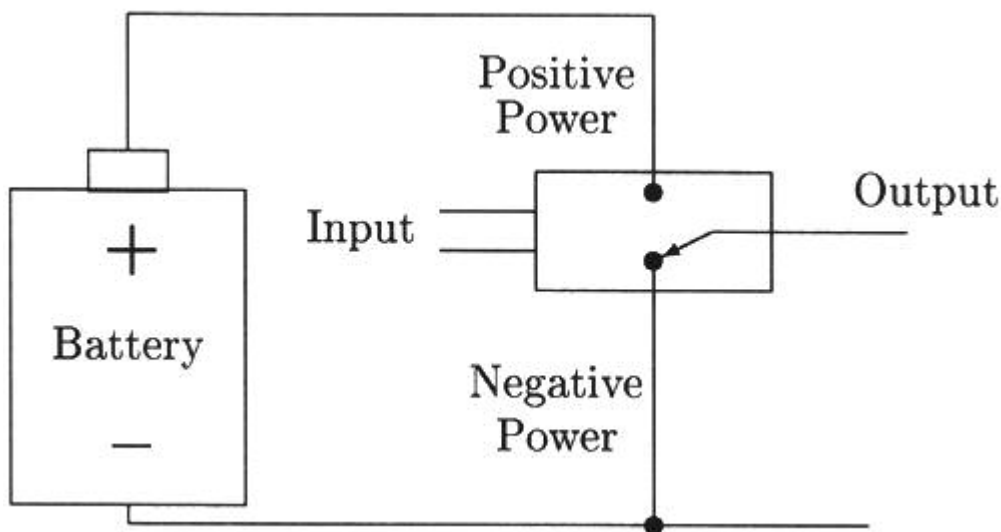 Positive
Power
Input
Output
+
Battery
−
Negative
Power